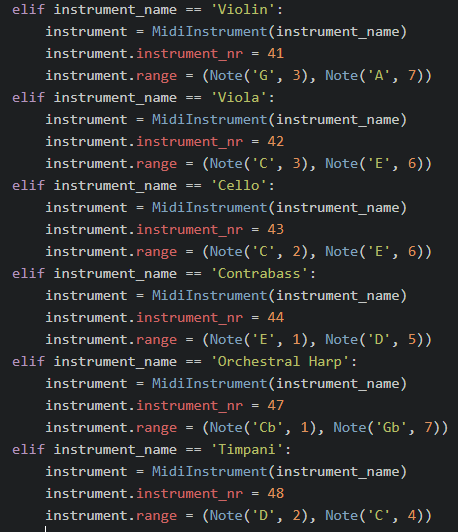 elif instrument_name == 'Violin':
    instrument = MidiInstrument(instrument_name)
    instrument.instrument_nr = 41
    instrument.range = (Note('G', 3), Note('A', 7))
elif instrument_name == 'Viola':
    instrument = MidiInstrument(instrument_name)
    instrument.instrument_nr = 42
    instrument.range = (Note('C', 3), Note('E', 6))
elif instrument_name == 'Cello':
    instrument = MidiInstrument(instrument_name)
    instrument.instrument_nr = 43
    instrument.range = (Note('C', 2), Note('E', 6))
elif instrument_name == 'Contrabass':
    instrument = MidiInstrument(instrument_name)
    instrument.instrument_nr = 44
    instrument.range = (Note('E', 1), Note('D', 5))
elif instrument_name == 'Orchestral Harp':
    instrument = MidiInstrument(instrument_name)
    instrument.instrument_nr = 47
    instrument.range = (Note('Cb', 1), Note('Gb', 7))
elif instrument_name == 'Timpani':
    instrument = MidiInstrument(instrument_name)
    instrument.instrument_nr = 48
    instrument.range = (Note('D', 2), Note('C', 4))